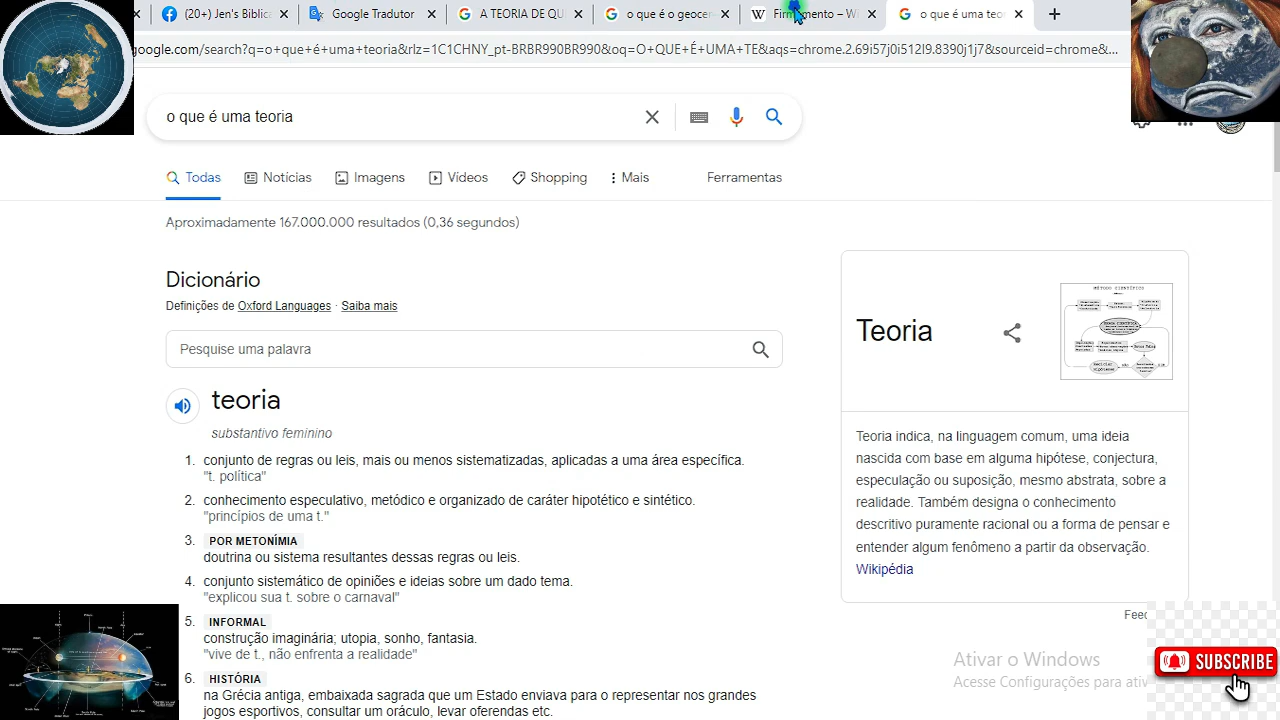 (20+) Jenis Biblica
Google Tradutor
A TEORIA DE QU
o que é o geocer
Firmamento – Wi
o que é uma teor
google.com/search?q=o+que+é+uma+teoria&rlz=1C1CHNY_pt-BRBR990BR990&oq=O+QUE+É+UMA+TE&aqs=chrome.2.69i57j0i512l9.8390j1j7&sourceid=chrome&...
o que é uma teoria
Todas
Notícias
Imagens
Vídeos
Shopping
Mais
Ferramentas
Aproximadamente 167.000.000 resultados (0,36 segundos)
Dicionário
Definições de Oxford Languages · Saiba mais
Pesquise uma palavra
teoria
substantivo feminino
1. conjunto de regras ou leis, mais ou menos sistematizadas, aplicadas a uma área específica.
"t. política"
2. conhecimento especulativo, metódico e organizado de caráter hipotético e sintético.
"princípios de uma t."
3. POR METONÍMIA
doutrina ou sistema resultantes dessas regras ou leis.
4. conjunto sistemático de opiniões e ideias sobre um dado tema.
"explicou sua t. sobre o carnaval"
5. INFORMAL
construção imaginária; utopia, sonho, fantasia.
"vive de t., não enfrenta a realidade"
6. HISTÓRIA
na Grécia antiga, embaixada sagrada que um Estado enviava para o representar nos grandes
jogos esportivos, consultar um oráculo, levar oferendas etc.
Teoria
MÉTODO CIENTÍFICO
Teoria indica, na linguagem comum, uma ideia
nascida com base em alguma hipótese, conjectura,
especulação ou suposição, mesmo abstrata, sobre a
realidade. Também designa o conhecimento
descritivo puramente racional ou a forma de pensar e
entender algum fenômeno a partir da observação.
Wikipédia
Feed
Ativar o Windows
Acesse Configurações para ativ
SUBSCRIBE